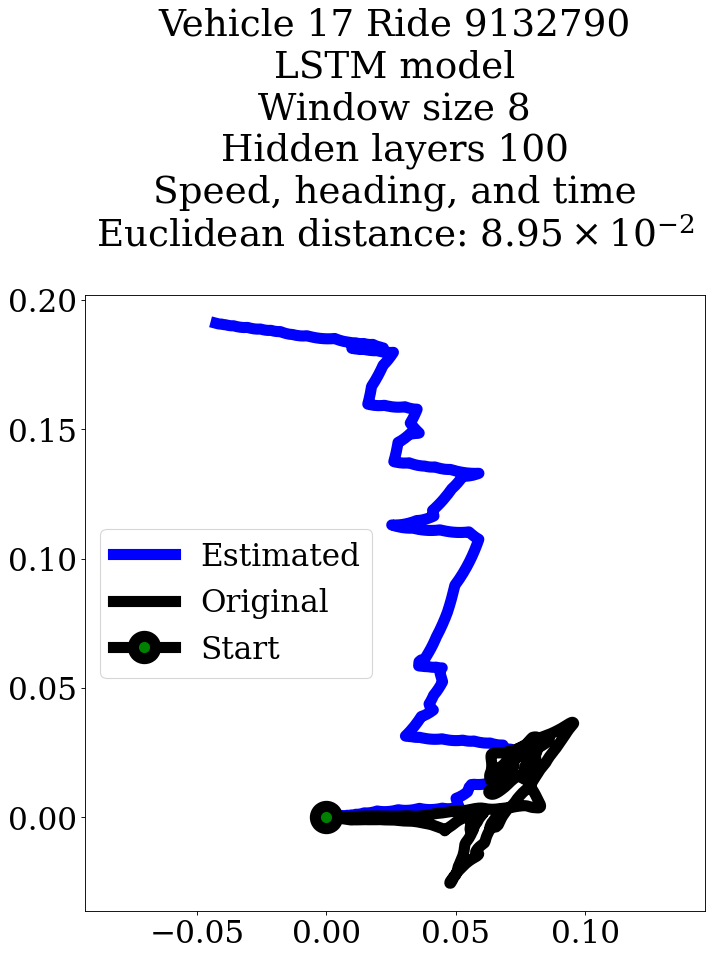 Vehicle 17 Ride 9132790
LSTM model
Window size 8
Hidden layers 100
Speed, heading, and time
Euclidean distance: 8.95 × 10⁻²
0.20
0.15
0.10
0.05
0.00
Estimated
Original
Start
−0.05 0.00 0.05 0.10